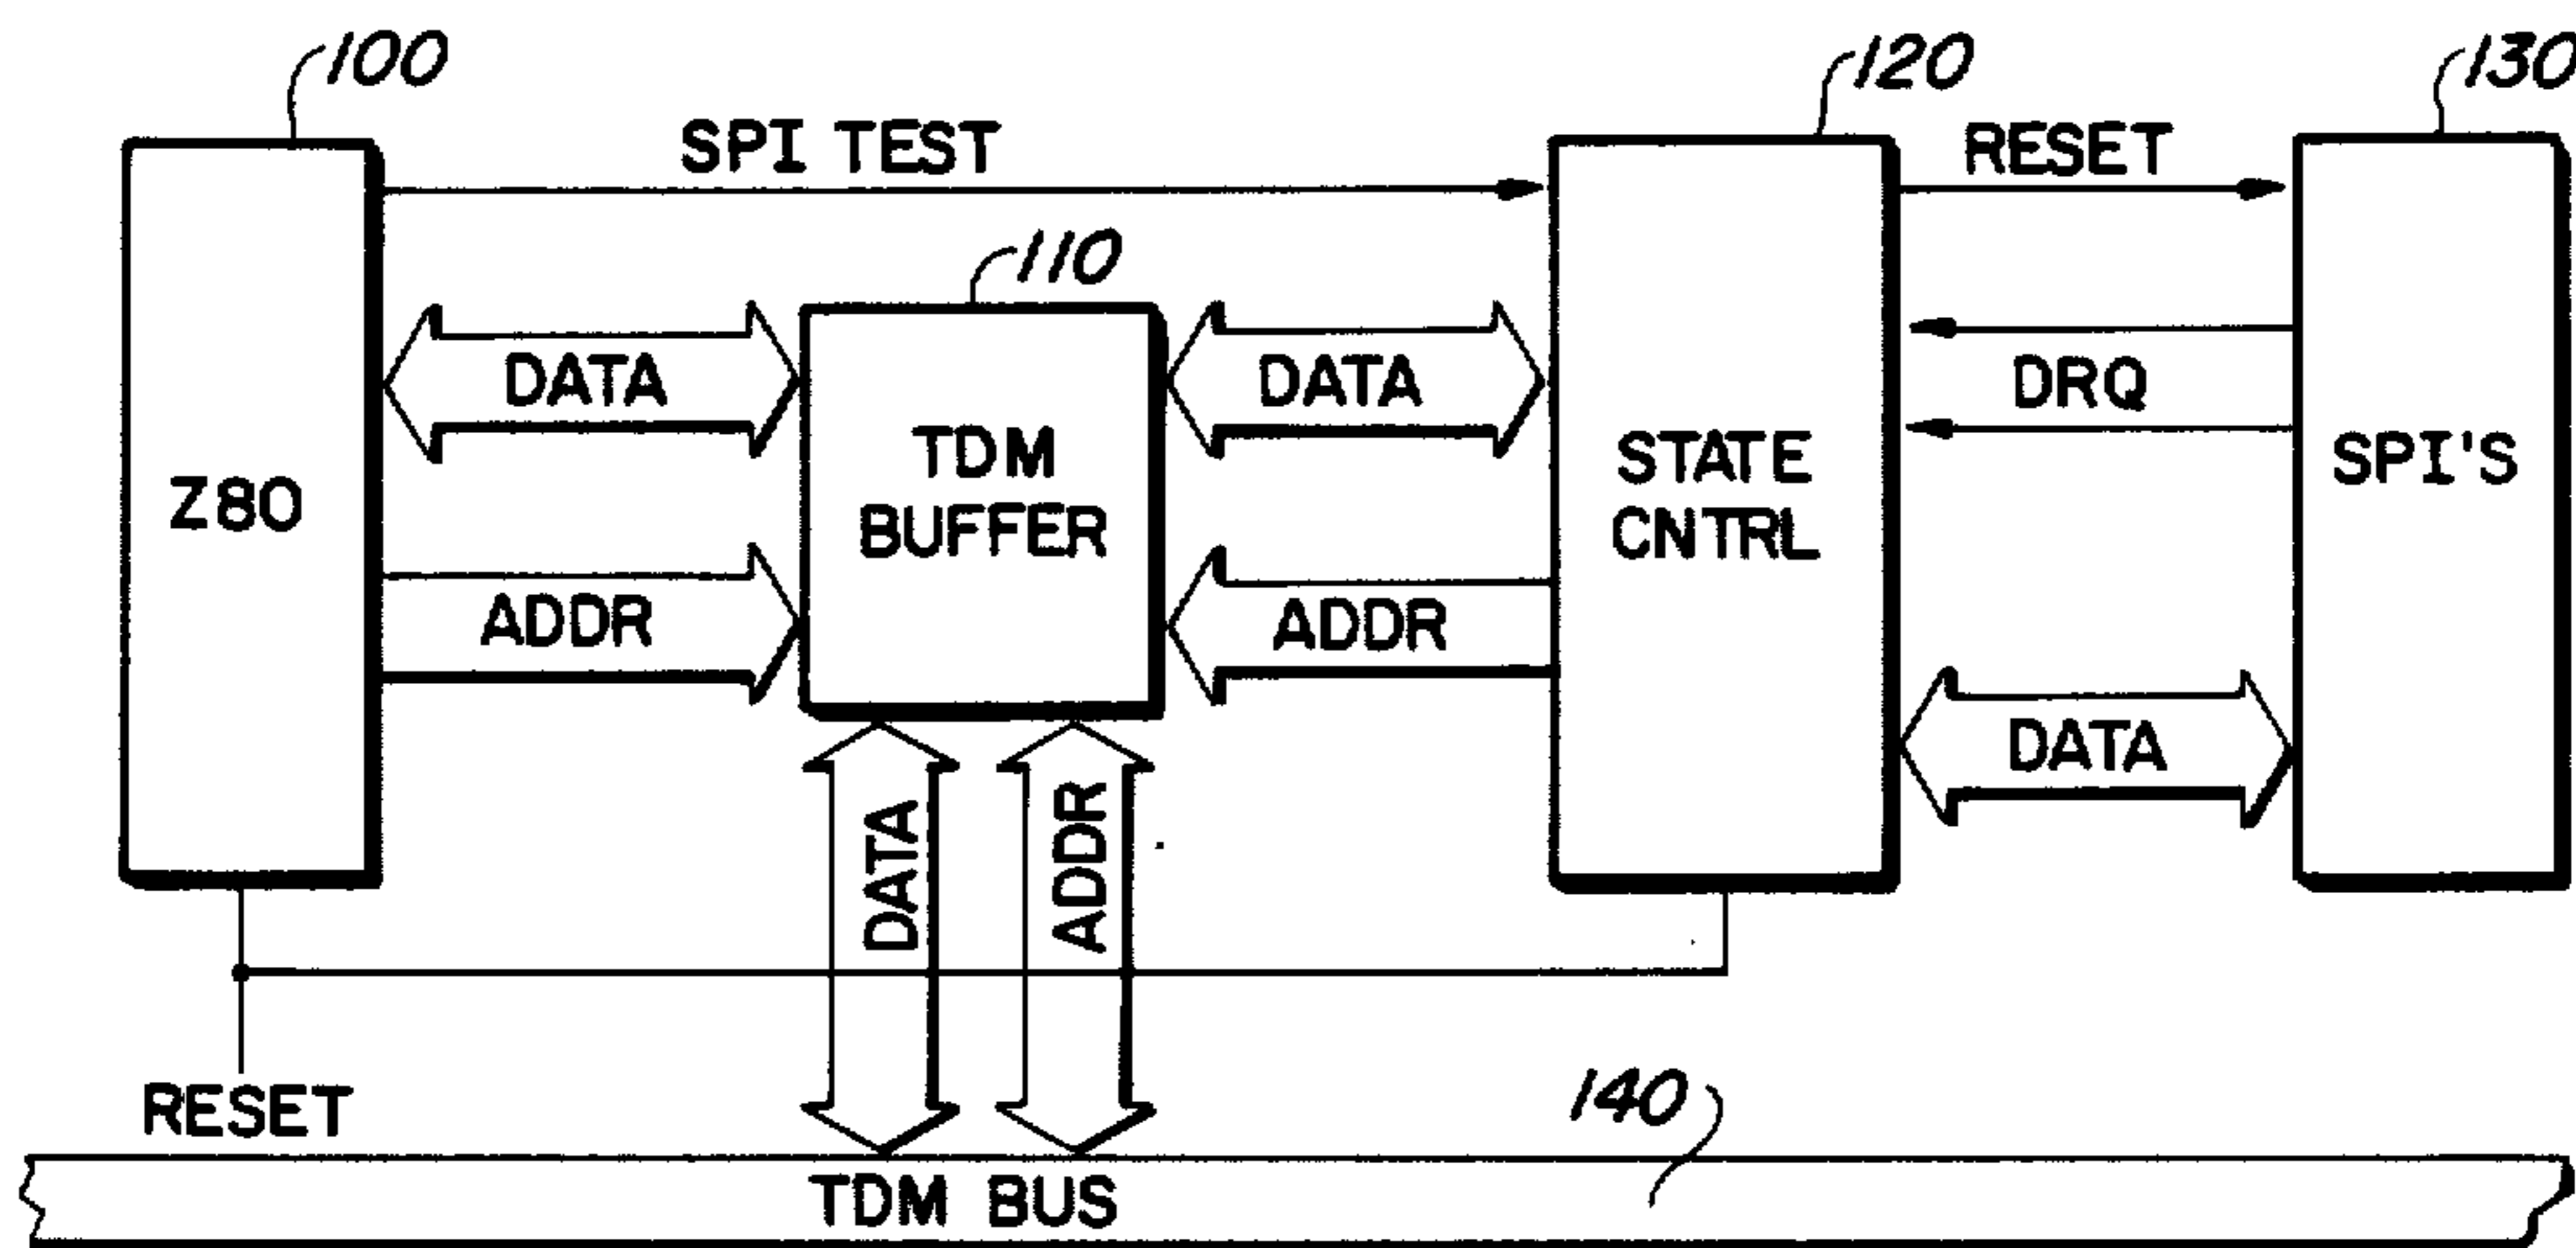 100
120
130
SPI TEST
RESET
110
DATA
DATA
DRQ
TDM
BUFFER
STATE
CNTRL
SPI'S
Z80
ADDR
ADDR
DATA
DATA
ADDR
RESET
140
TDM BUS